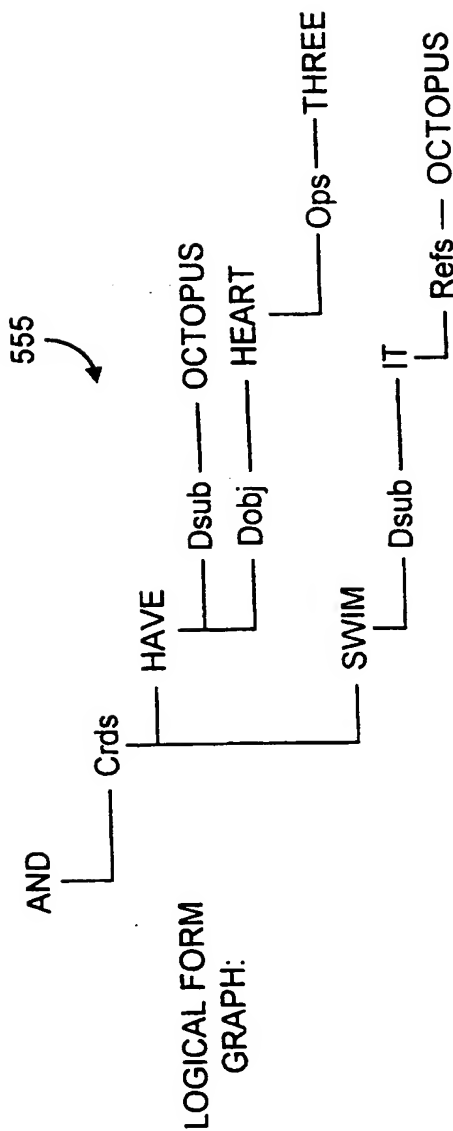 555
AND
Crds
HAVE
Dsub OCTOPUS
Dobj HEART
Ops THREE
SWIM
Dsub IT
Refs OCTOPUS
LOGICAL FORM
GRAPH: